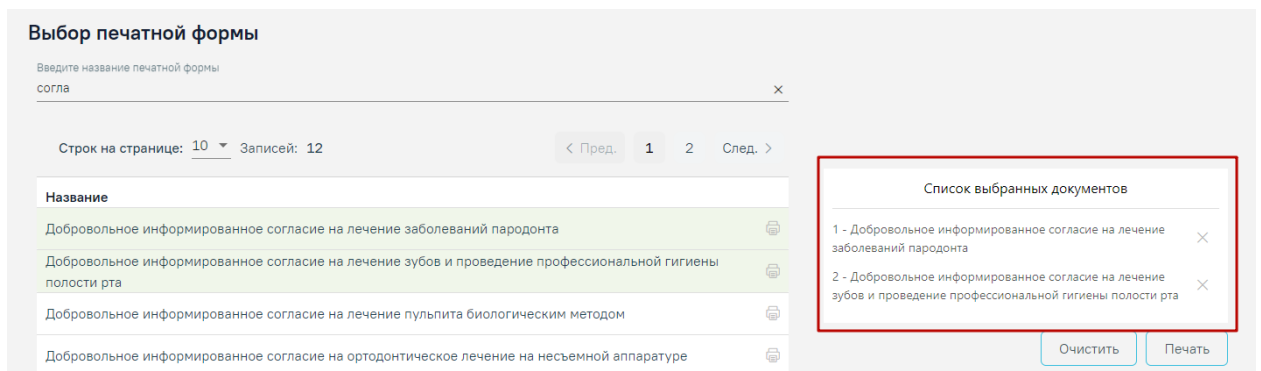 Выбор печатной формы
Введите название печатной формы
согла
Строк на странице: 10 Записей: 12
Пред. 1 2 След.
Название
Добровольное информированное согласие на лечение заболеваний пародонта
Добровольное информированное согласие на лечение зубов и проведение профессиональной гигиены
полости рта
Добровольное информированное согласие на лечение пульпита биологическим методом
Добровольное информированное согласие на ортодонтическое лечение на несъемной аппаратуре
Список выбранных документов
1 - Добровольное информированное согласие на лечение
заболеваний пародонта
2 - Добровольное информированное согласие на лечение
зубов и проведение профессиональной гигиены полости рта
Очистить Печать